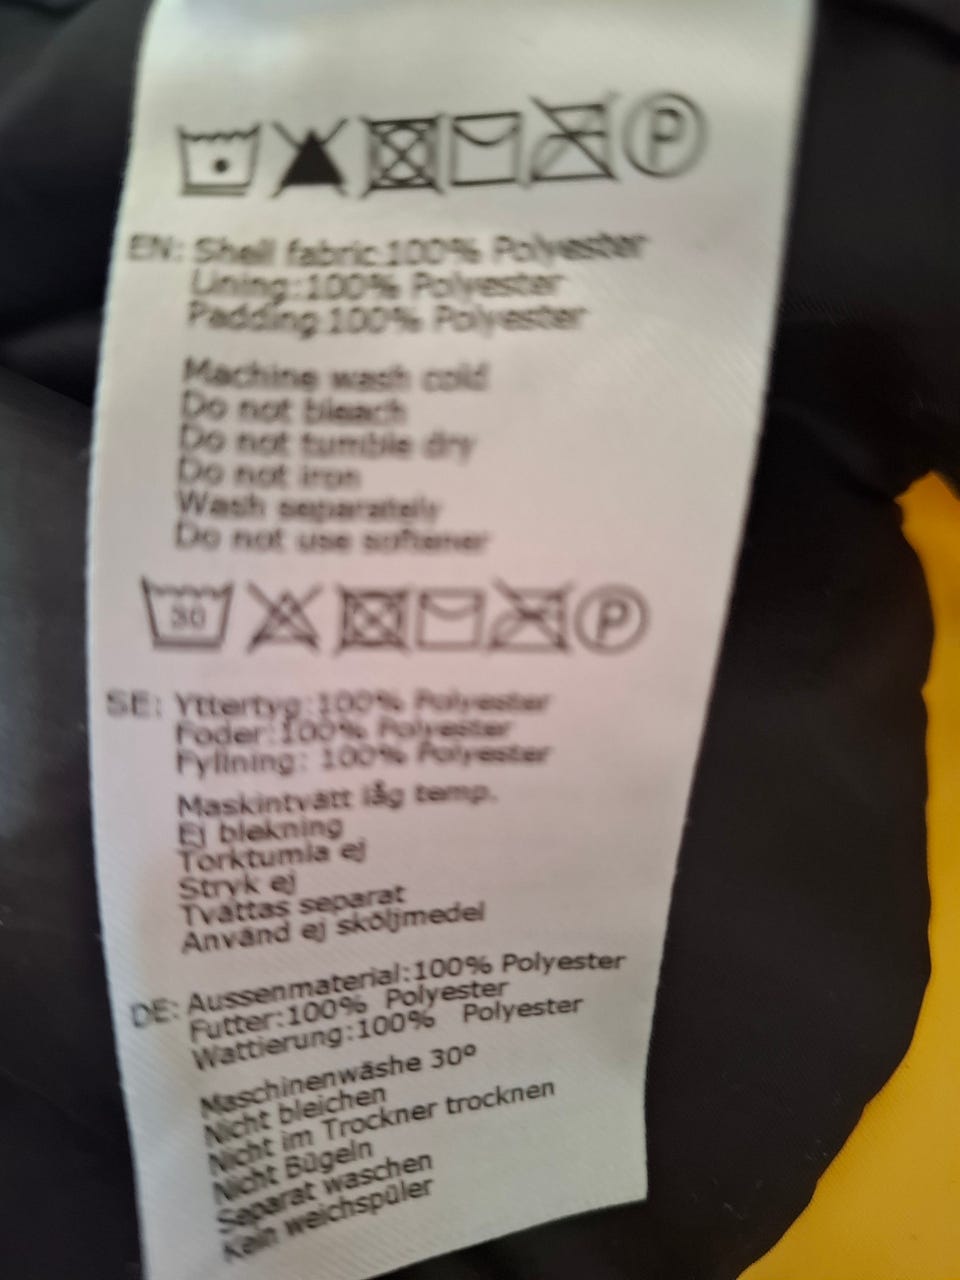 P
EN: Shell fabric:100% Polyester
Lining:100% Polyester
Padding:100% Polyester
Machine wash cold
Do not bleach
Do not tumble dry
Do not iron
Wash separately
Do not use softener
30 P
SE: Yttertyg:100% Polyester
Foder:100% Polyester
Fyllning: 100% Polyester
Maskintvätt låg temp.
Ej blekning
Torktumla ej
Stryk ej
Tvättas separat
Använd ej sköljmedel
DE: Aussenmaterial:100% Polyester
Futter:100% Polyester
Wattierung:100% Polyester
Maschinenwäshe 30º
Nicht bleichen
Nicht im Trockner trocknen
Nicht Bügeln
Separat waschen
Kein weichspüler